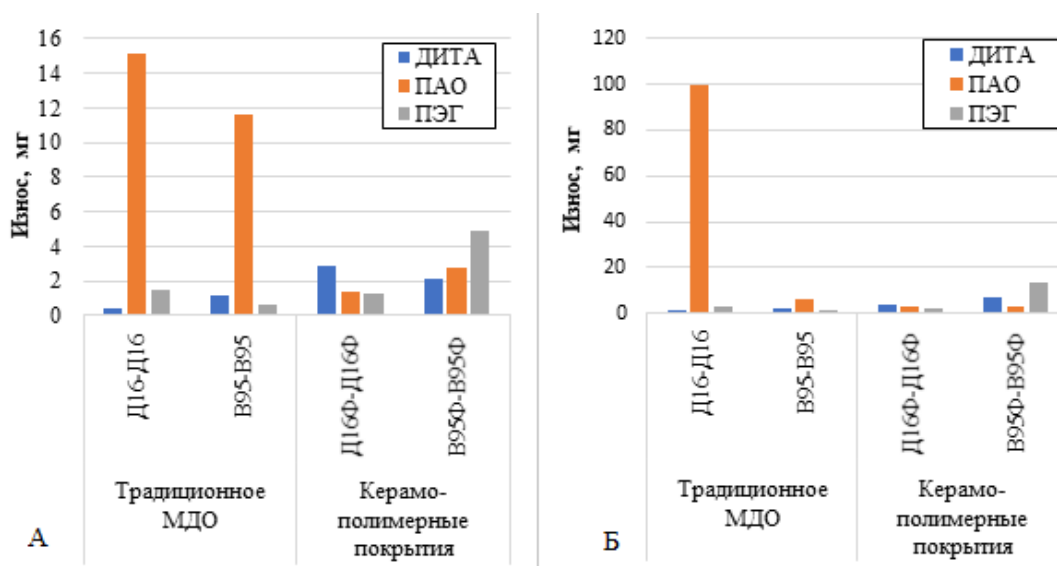 Износ, мг
16
14
12
10
8
6
4
2
0
ДИТА
ПАО
ПЭГ
Д16-Д16
В95-В95
Д16Ф-Д16Ф
В95Ф-В95Ф
Традиционное
МДО
Керамо-
полимерные
покрытия
А
Износ, мг
120
100
80
60
40
20
0
ДИТА
ПАО
ПЭГ
Д16-Д16
В95-В95
Д16Ф-Д16Ф
В95Ф-В95Ф
Традиционное
МДО
Керамо-
полимерные
покрытия
Б